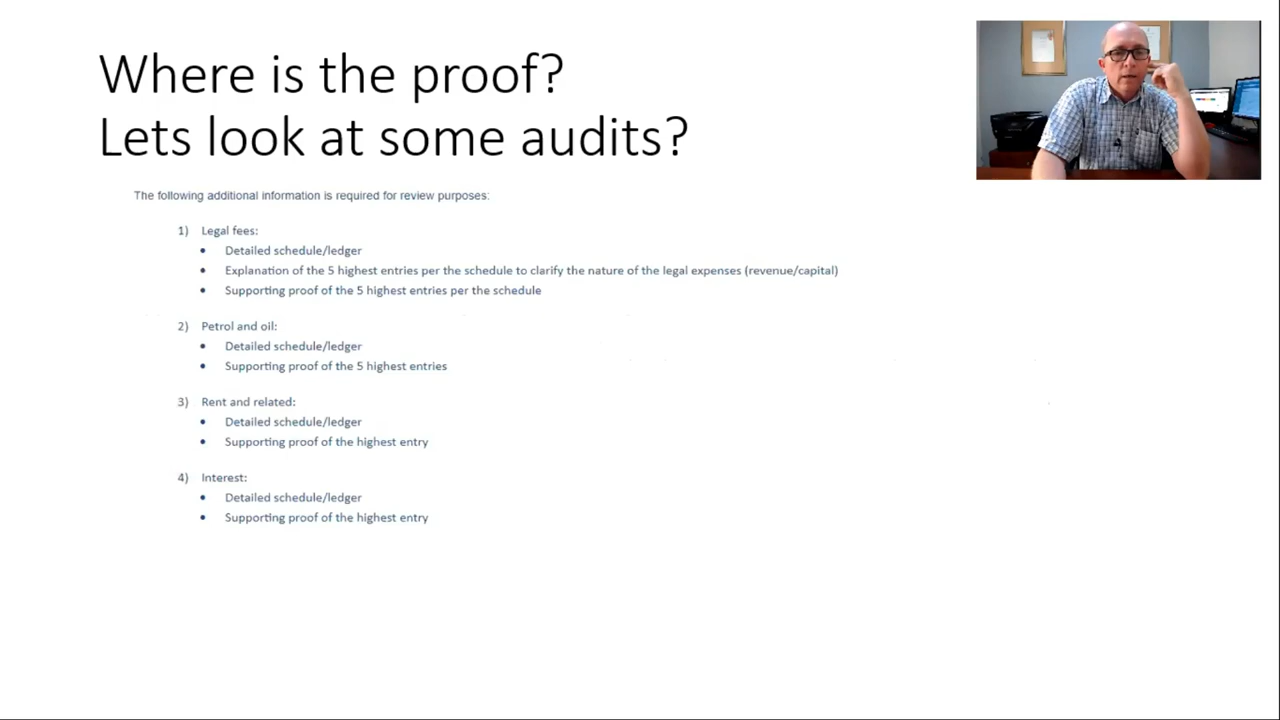 Where is the proof?
Lets look at some audits?
The following additional information is required for review purposes:
1) Legal fees:
• Detailed schedule/ledger
• Explanation of the 5 highest entries per the schedule to clarify the nature of the legal expenses (revenue/capital)
• Supporting proof of the 5 highest entries per the schedule
2) Petrol and oil:
• Detailed schedule/ledger
• Supporting proof of the 5 highest entries
3) Rent and related:
• Detailed schedule/ledger
• Supporting proof of the highest entry
4) Interest:
• Detailed schedule/ledger
• Supporting proof of the highest entry